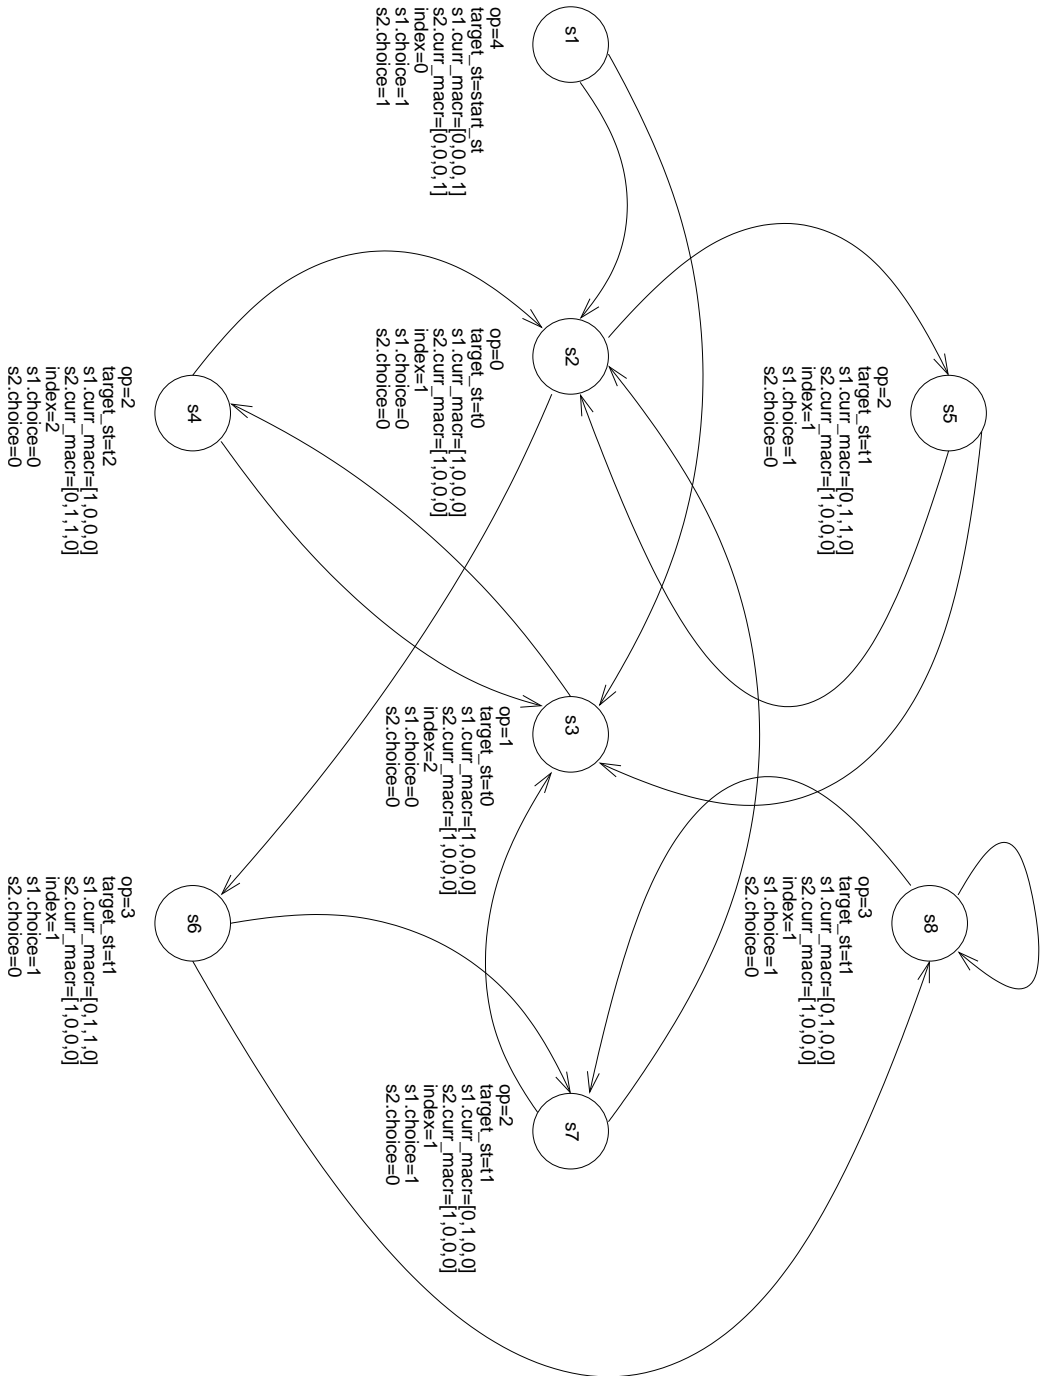 s1
op=4
target_st=start_st
s1.curr_macr=[0,0,0,1]
s2.curr_macr=[0,0,0,1]
index=0
s1.choice=1
s2.choice=1
s5
op=2
target_st=t1
s1.curr_macr=[0,1,1,0]
s2.curr_macr=[1,0,0,0]
index=1
s1.choice=1
s2.choice=0
s2
op=0
target_st=t0
s1.curr_macr=[1,0,0,0]
s2.curr_macr=[1,0,0,0]
index=1
s1.choice=0
s2.choice=0
s4
op=2
target_st=t2
s1.curr_macr=[1,0,0,0]
s2.curr_macr=[0,1,1,0]
index=2
s1.choice=0
s2.choice=0
s3
op=1
target_st=t0
s1.curr_macr=[1,0,0,0]
s2.curr_macr=[1,0,0,0]
index=2
s1.choice=0
s2.choice=0
s8
op=3
target_st=t1
s1.curr_macr=[0,1,0,0]
s2.curr_macr=[1,0,0,0]
index=1
s1.choice=1
s2.choice=0
s6
op=3
target_st=t1
s1.curr_macr=[0,1,1,0]
s2.curr_macr=[1,0,0,0]
index=1
s1.choice=1
s2.choice=0
s7
op=2
target_st=t1
s1.curr_macr=[0,1,0,0]
s2.curr_macr=[1,0,0,0]
index=1
s1.choice=1
s2.choice=0